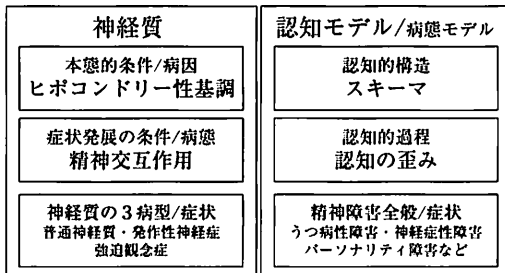 神経質
本態的条件/病因
ヒポコンドリー性基調
症状発展の条件/病態
精神交互作用
神経質の3病型/症状
普通神経質・発作性神経症
強迫観念症
認知モデル/病態モデル
認知的構造
スキーマ
認知的過程
認知の歪み
精神障害全般/症状
うつ病性障害・神経症性障害
パーソナリティ障害など